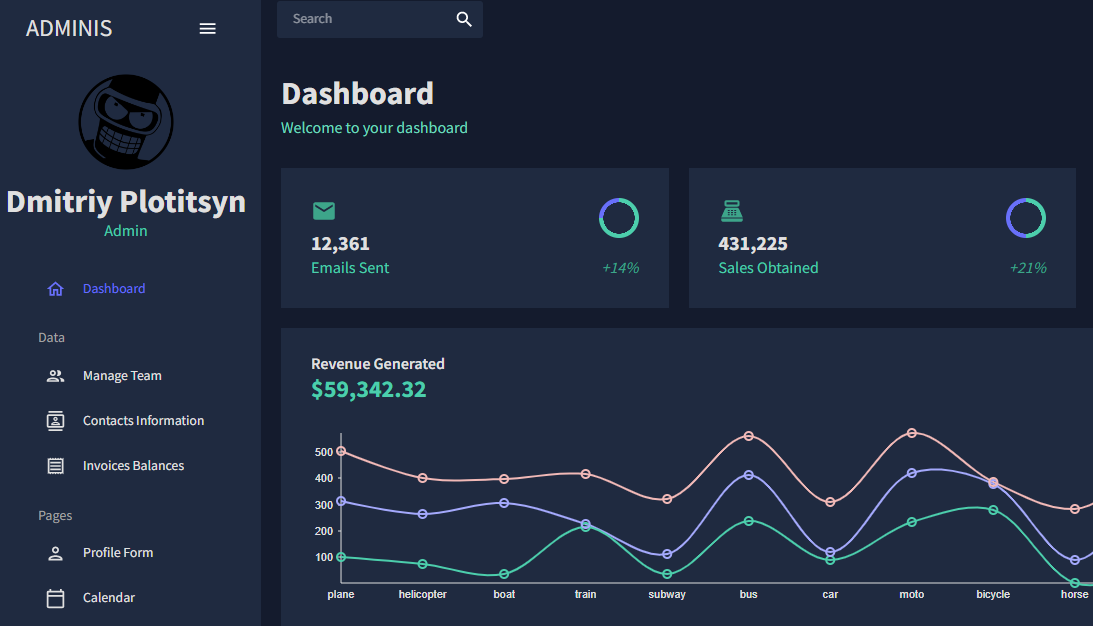 ADMINIS
Search
Dmitriy Plotitsyn
Admin
Dashboard
Data
Manage Team
Contacts Information
Invoices Balances
Pages
Profile Form
Calendar
Dashboard
Welcome to your dashboard
12,361
Emails Sent
+14%
431,225
Sales Obtained
+21%
Revenue Generated
$59,342.32
500
400
300
200
100
plane helicopter boat train subway bus car moto bicycle horse